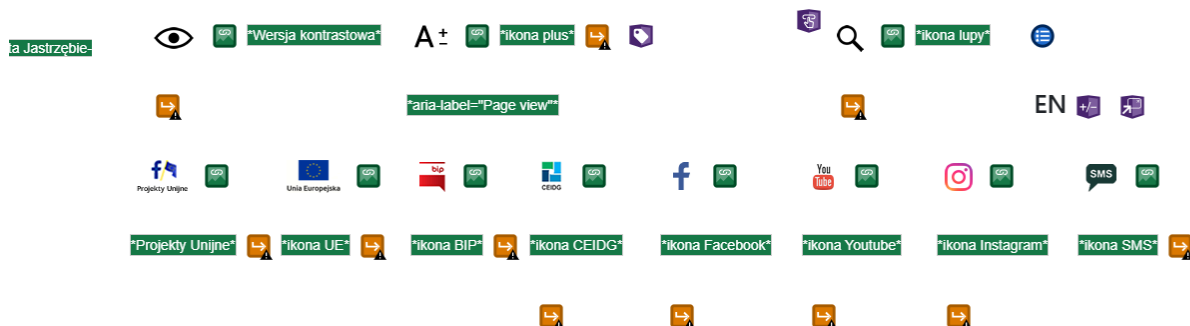 ta Jastrzębie-
*Wersja kontrastowa*
A±
*ikona plus*
*ikona lupy*
*aria-label="Page view"*
EN
+/-
Projekty Unijne
Unia Europejska
bip
CEIDG
You
Tube
SMS
*Projekty Unijne*
*ikona UE*
*ikona BIP*
*ikona CEIDG*
*ikona Facebook*
*ikona Youtube*
*ikona Instagram*
*ikona SMS*